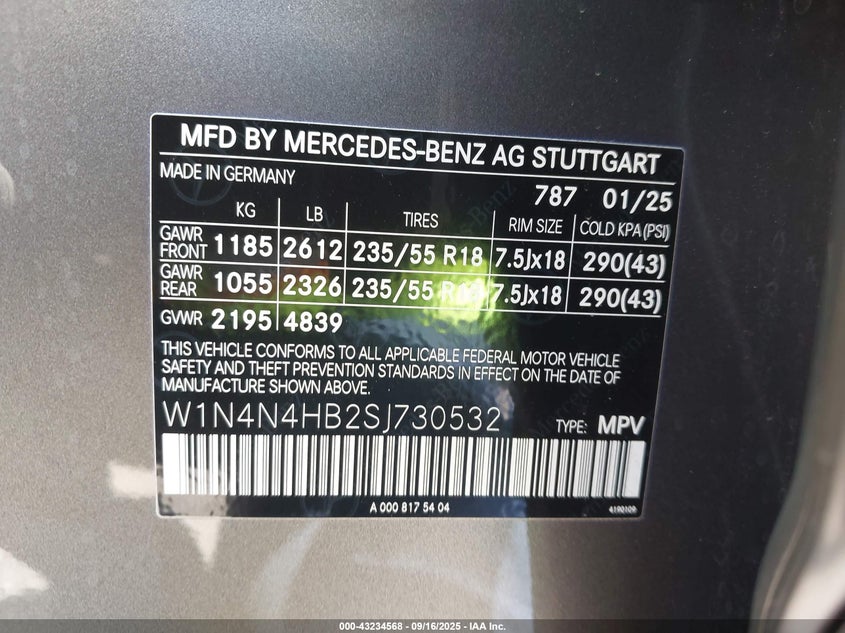 MFD BY MERCEDES-BENZ AG STUTTGART
MADE IN GERMANY 787 01/25
KG LB TIRES RIM SIZE COLD KPA(PSI)
GAWR FRONT 1185 2612 235/55 R18 7.5Jx18 290(43)
GAWR REAR 1055 2326 235/55 7.5Jx18 290(43)
GVWR 2195 4839
THIS VEHICLE CONFORMS TO ALL APPLICABLE FEDERAL MOTOR VEHICLE
SAFETY AND THEFT PREVENTION STANDARDS IN EFFECT ON THE DATE OF
MANUFACTURE SHOWN ABOVE.
W1N4N4HB2SJ730532 TYPE: MPV
A 000 817 54 04 4190109
000-43234568 - 09/16/2025 - IAA Inc.